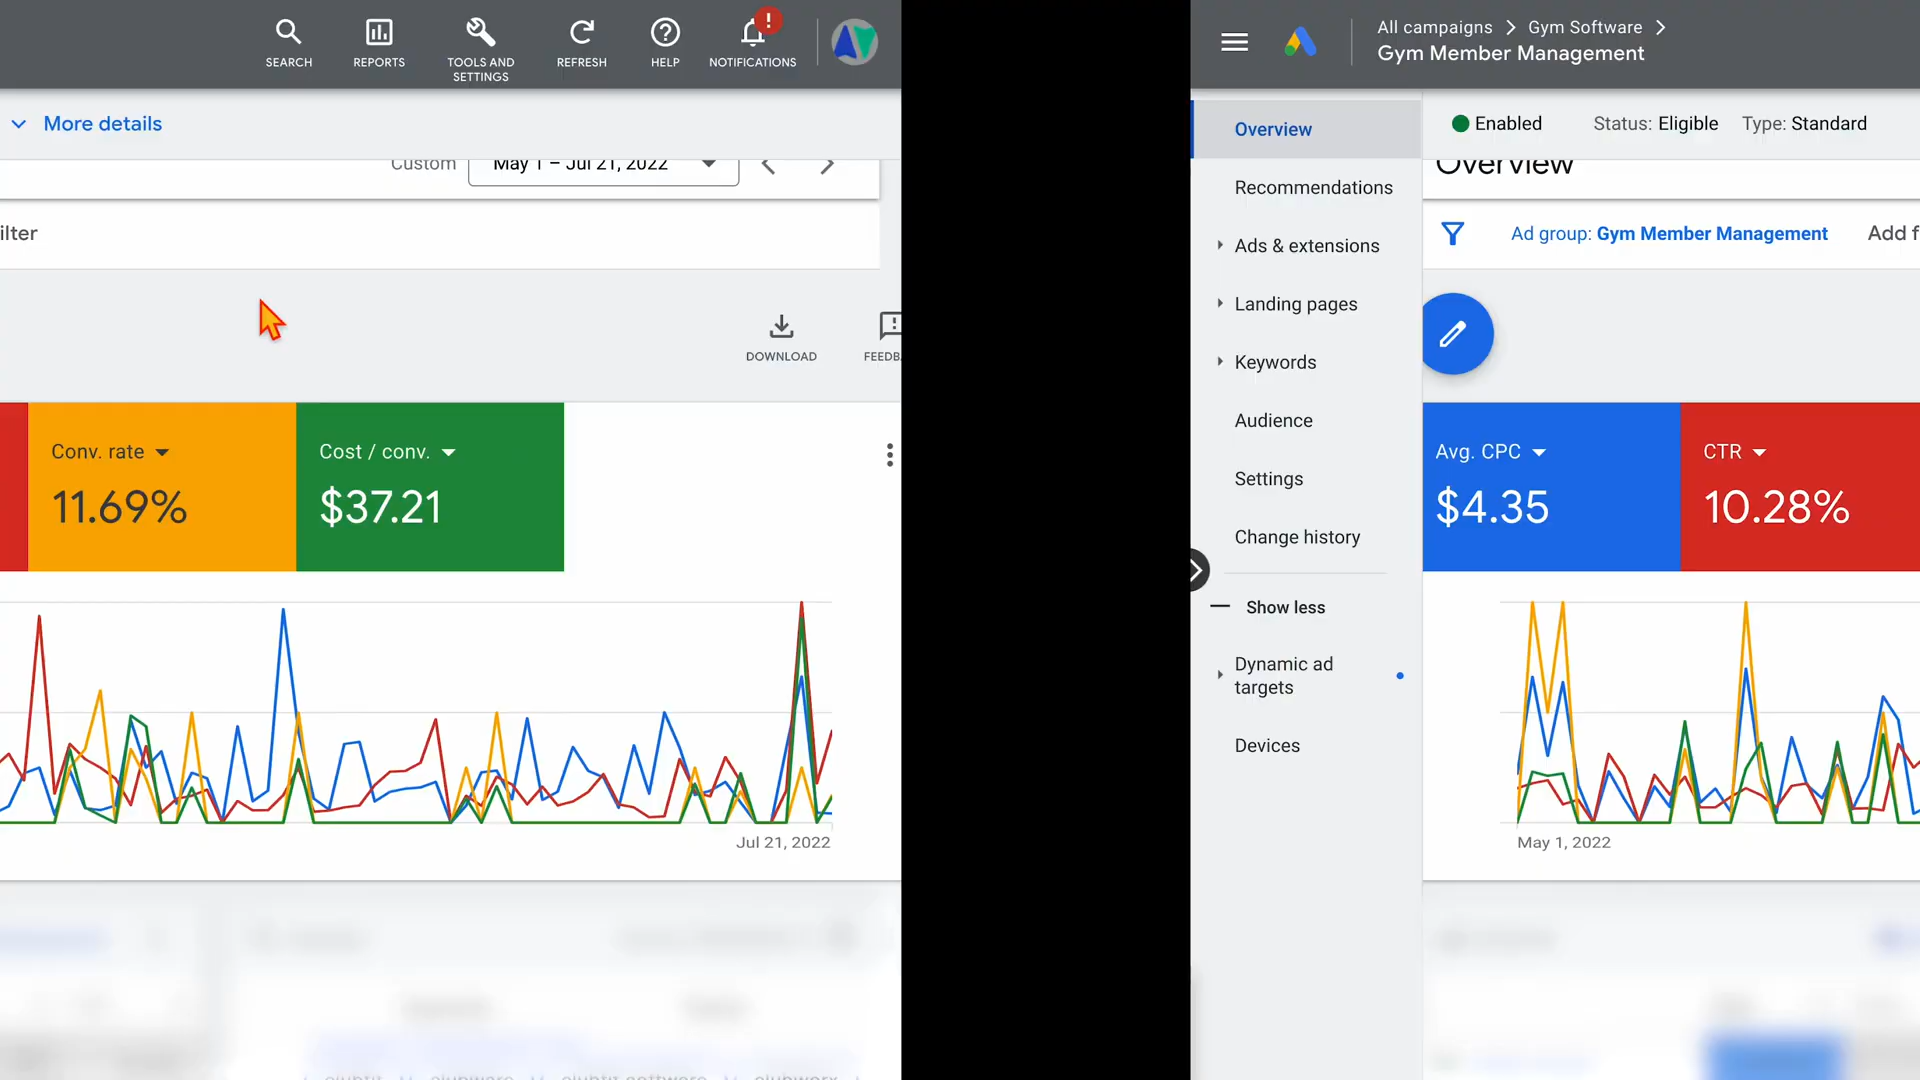 SEARCH
REPORTS
TOOLS AND
SETTINGS
REFRESH
HELP
NOTIFICATIONS
!
More details
Custom
May 1 – Jul 21, 2022
ilter
DOWNLOAD
FEEDB
Conv. rate
11.69%
Cost / conv.
$37.21
Jul 21, 2022
All campaigns
Gym Software
Gym Member Management
Overview
Recommendations
Ads & extensions
Landing pages
Keywords
Audience
Settings
Change history
Show less
Dynamic ad
targets
Devices
Enabled
Status: Eligible
Type: Standard
Overview
Ad group: Gym Member Management
Add f
Avg. CPC
$4.35
CTR
10.28%
May 1, 2022